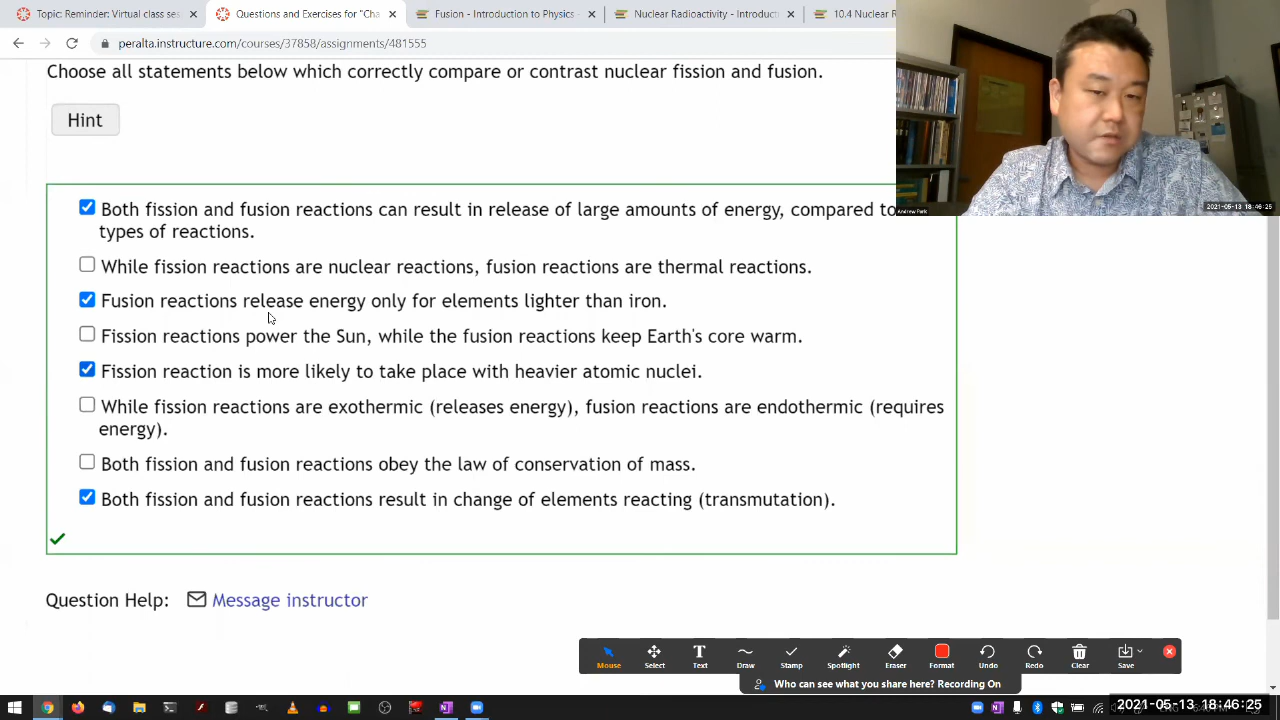 Topic: Reminder: Virtual class ses
Questions and Exercises for "Cha
Fusion - Introduction to Physics -
Nuclear Radioactivity - Introducti
10.4 Nuclear R
peralta.instructure.com/courses/37858/assignments/481555
Choose all statements below which correctly compare or contrast nuclear fission and fusion.
Hint
Both fission and fusion reactions can result in release of large amounts of energy, compared to
types of reactions.
While fission reactions are nuclear reactions, fusion reactions are thermal reactions.
Fusion reactions release energy only for elements lighter than iron.
Fission reactions power the Sun, while the fusion reactions keep Earth's core warm.
Fission reaction is more likely to take place with heavier atomic nuclei.
While fission reactions are exothermic (releases energy), fusion reactions are endothermic (requires
energy).
Both fission and fusion reactions obey the law of conservation of mass.
Both fission and fusion reactions result in change of elements reacting (transmutation).
Question Help: Message instructor
Andrew Park
2021-05-13 18:46:25
Mouse Select Text Draw Stamp Spotlight Eraser Format Undo Redo Clear Save
Who can see what you share here? Recording On
2021-05-13 18:46:25